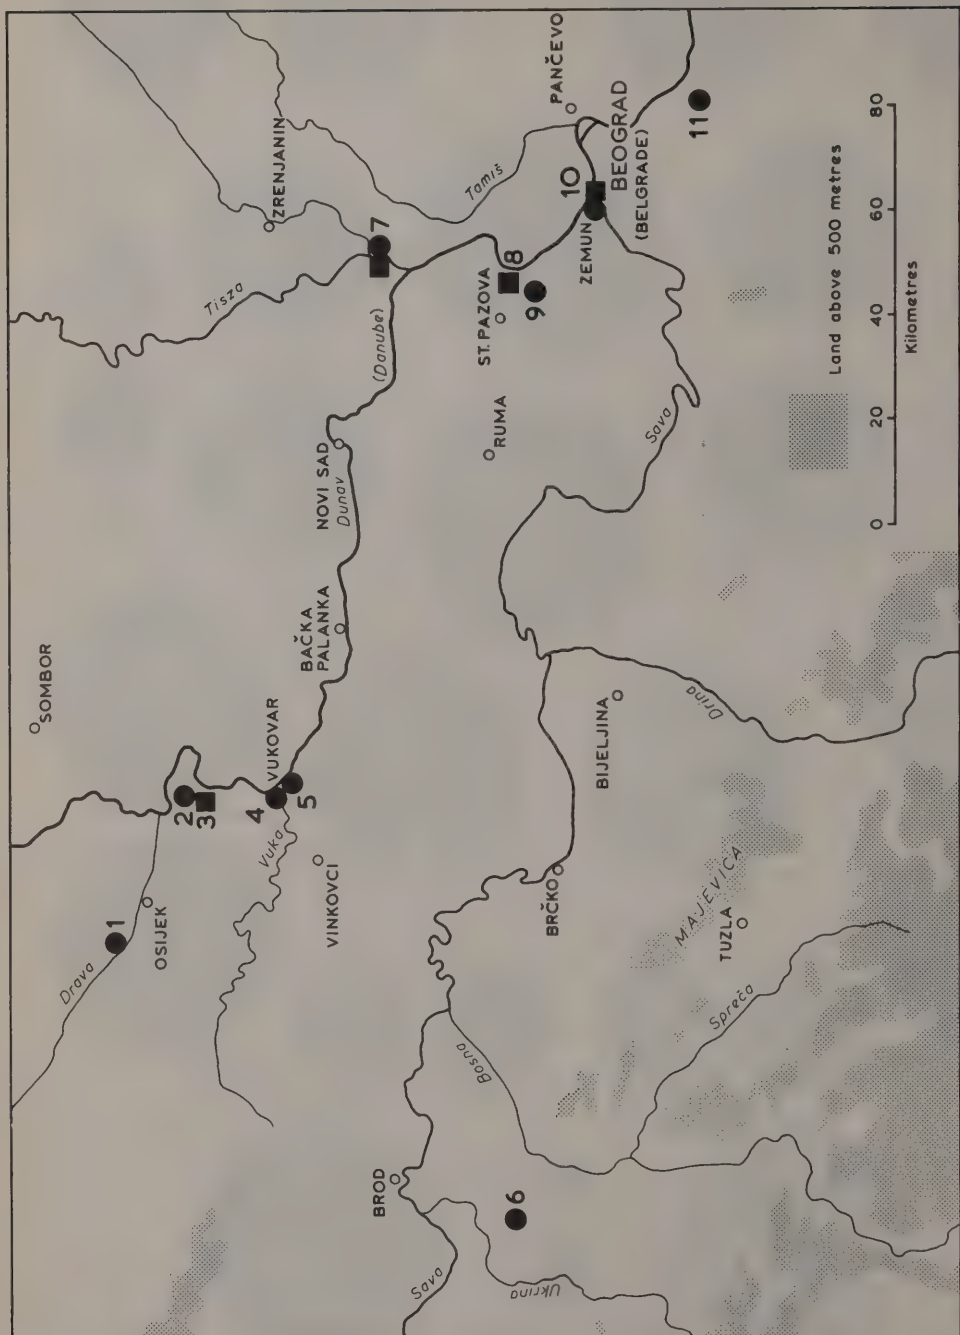 SOMBOR
Drava
1
OSIJEK
2
3
Tisza
ZRENJANIN
4
VUKOVAR
Vuka
5
VINKOVCI
BAČKA
PALANKA
NOVI SAD
Dunav
(Danube)
7
BROD
Sava
Bosna
Tamiš
ST. PAZOVA
8
RUMA
6
9
PANČEVO
Ukrina
BRČKO
10
ZEMUN
BEOGRAD
(BELGRADE)
BIJELJINA
Sava
Drina
11
MAJEVICA
TUZLA
Spreča
Land above 500 metres
0 20 40 60 80
Kilometres